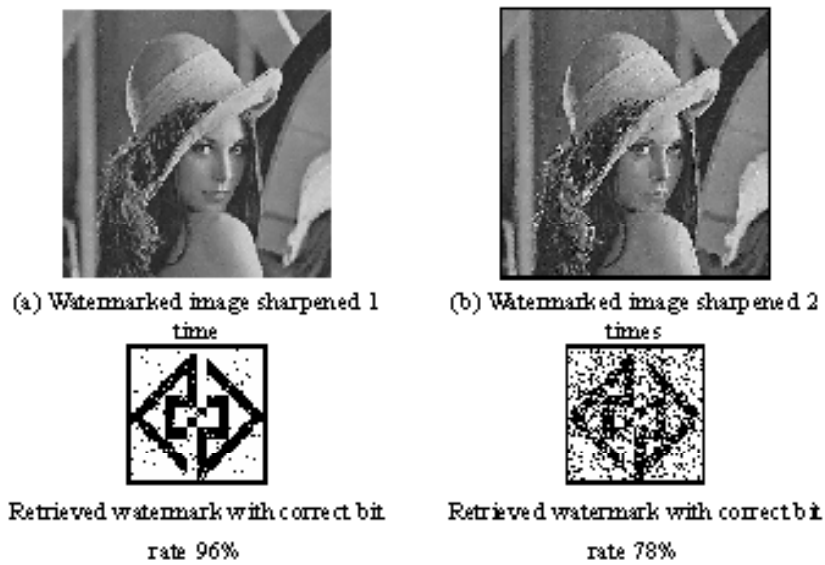 (a) Watermarked image sharpened 1
time
(b) Watermarked image sharpened 2
times
Retrieved watermark with correct bit
rate 96%
Retrieved watermark with correct bit
rate 78%